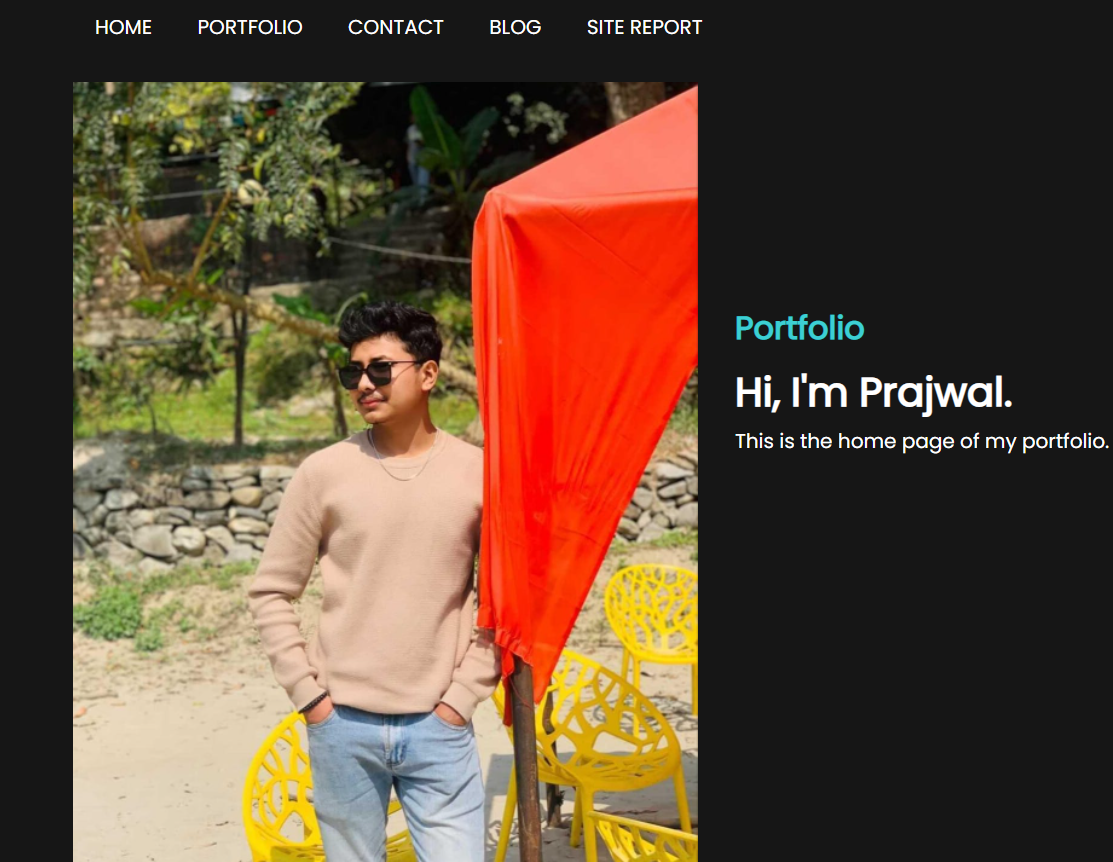 HOME PORTFOLIO CONTACT BLOG SITE REPORT
Portfolio
Hi, I'm Prajwal.
This is the home page of my portfolio.